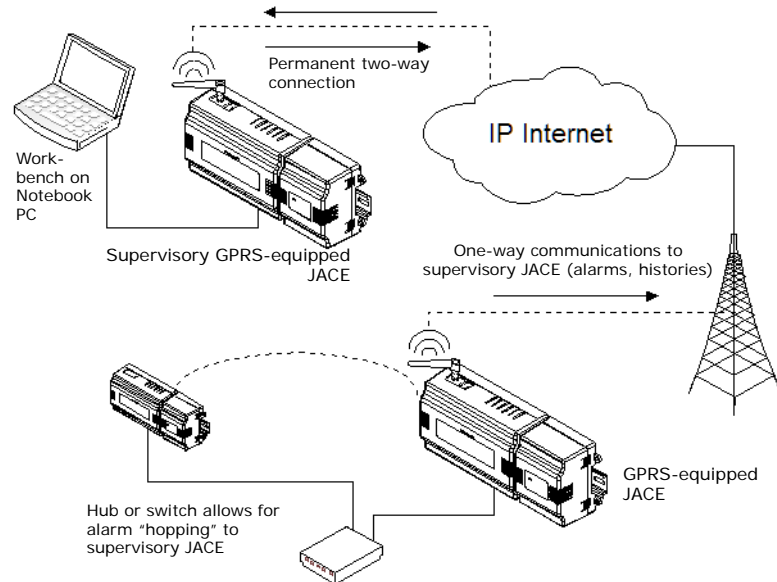 Permanent two-way
connection
IP Internet
Work-
bench on
Notebook
PC
Supervisory GPRS-equipped
JACE
One-way communications to
supervisory JACE (alarms, histories)
GPRS-equipped
JACE
Hub or switch allows for
alarm “hopping” to
supervisory JACE